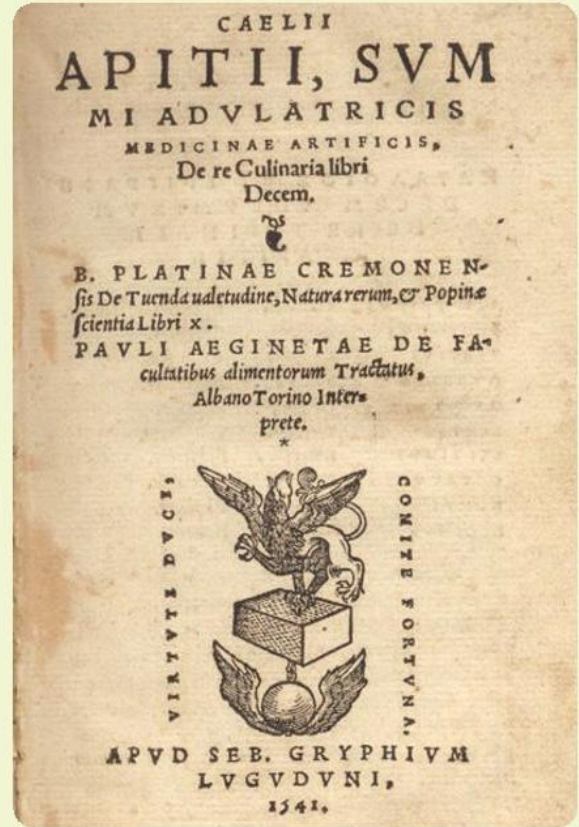 CAELII
APITII, SVM
MI ADVLATRICIS
MEDICINAE ARTIFICIS,
De re Culinaria libri
Decem.
B. PLATINAE CREMONEN-
sis De Tuenda ualetudine, Natura rerum, & Popinæ
scientia Libri x.
PAVLI AEGINETAE DE FA-
cultatibus alimentorum Tractatus,
Albano Torino Inter-
prete.
*
VIRTVTE DVCE,
COMITE FORTVNA.
APVD SEB. GRYPHIVM
LVGVDVNI,
1541.